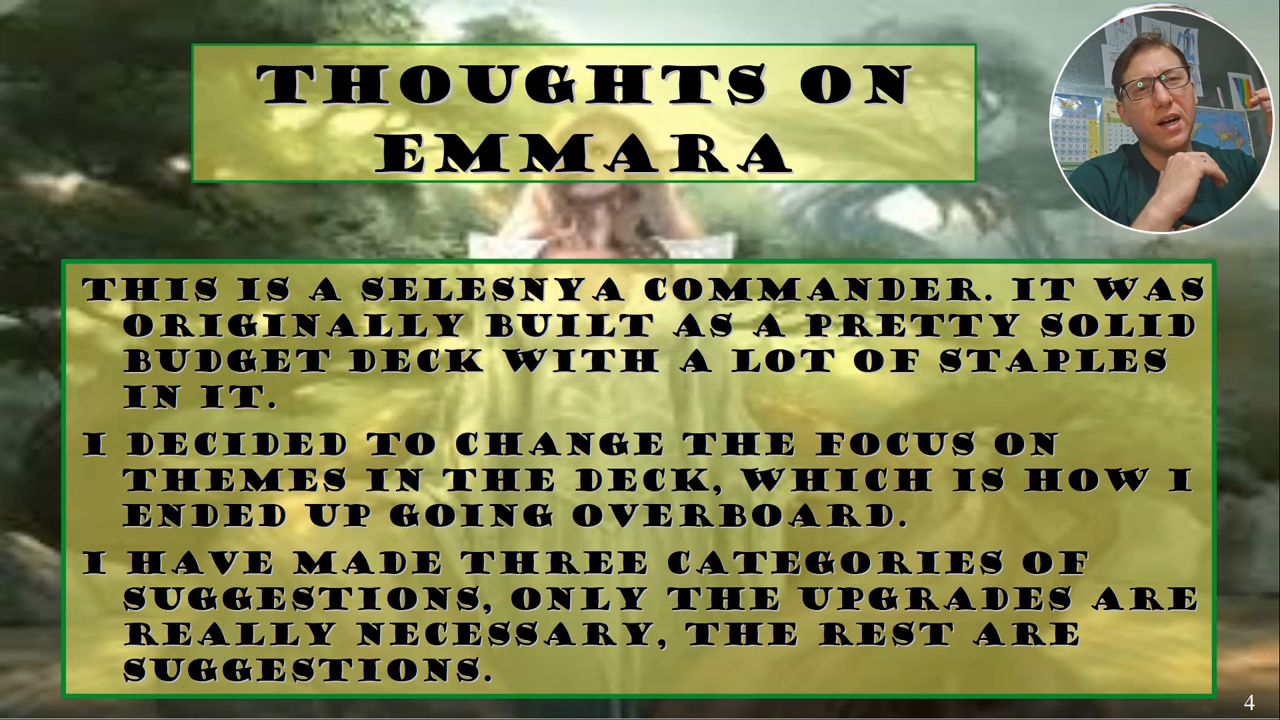 THOUGHTS ON
EMMARA
THIS IS A SELESNYA COMMANDER. IT WAS
ORIGINALLY BUILT AS A PRETTY SOLID
BUDGET DECK WITH A LOT OF STAPLES
IN IT.
I DECIDED TO CHANGE THE FOCUS ON
THEMES IN THE DECK, WHICH IS HOW I
ENDED UP GOING OVERBOARD.
I HAVE MADE THREE CATEGORIES OF
SUGGESTIONS, ONLY THE UPGRADES ARE
REALLY NECESSARY, THE REST ARE
SUGGESTIONS.
4